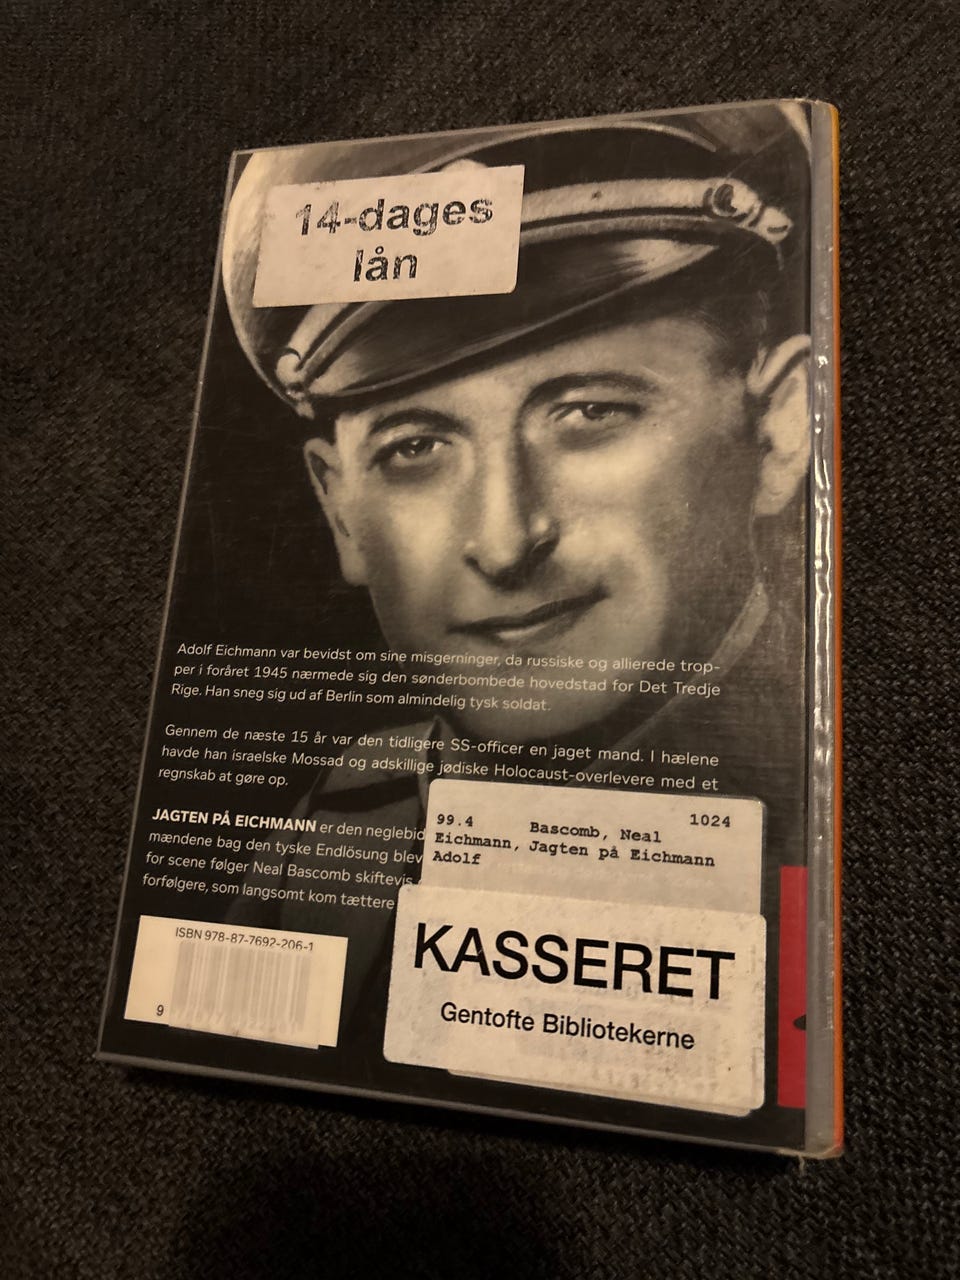 14-dages
lån
Adolf Eichmann var bevidst om sine misgerninger, da russiske og allierede trop-
per i foråret 1945 nærmede sig den sønderbombede hovedstad for Det Tredje
Rige. Han sneg sig ud af Berlin som almindelig tysk soldat.
Gennem de næste 15 år var den tidligere SS-officer en jaget mand. I hælene
havde han israelske Mossad og adskillige jødiske Holocaust-overlevere med et
regnskab at gøre op.
JAGTEN PÅ EICHMANN er den neglebid
mændene bag den tyske Endlösung blev
for scene følger Neal Bascomb skiftevis
forfølgere, som langsomt kom tættere
99.4 Bascomb, Neal 1024
Eichmann, Jagten på Eichmann
Adolf
KASSERET
Gentofte Bibliotekerne
ISBN 978-87-7692-206-1
9